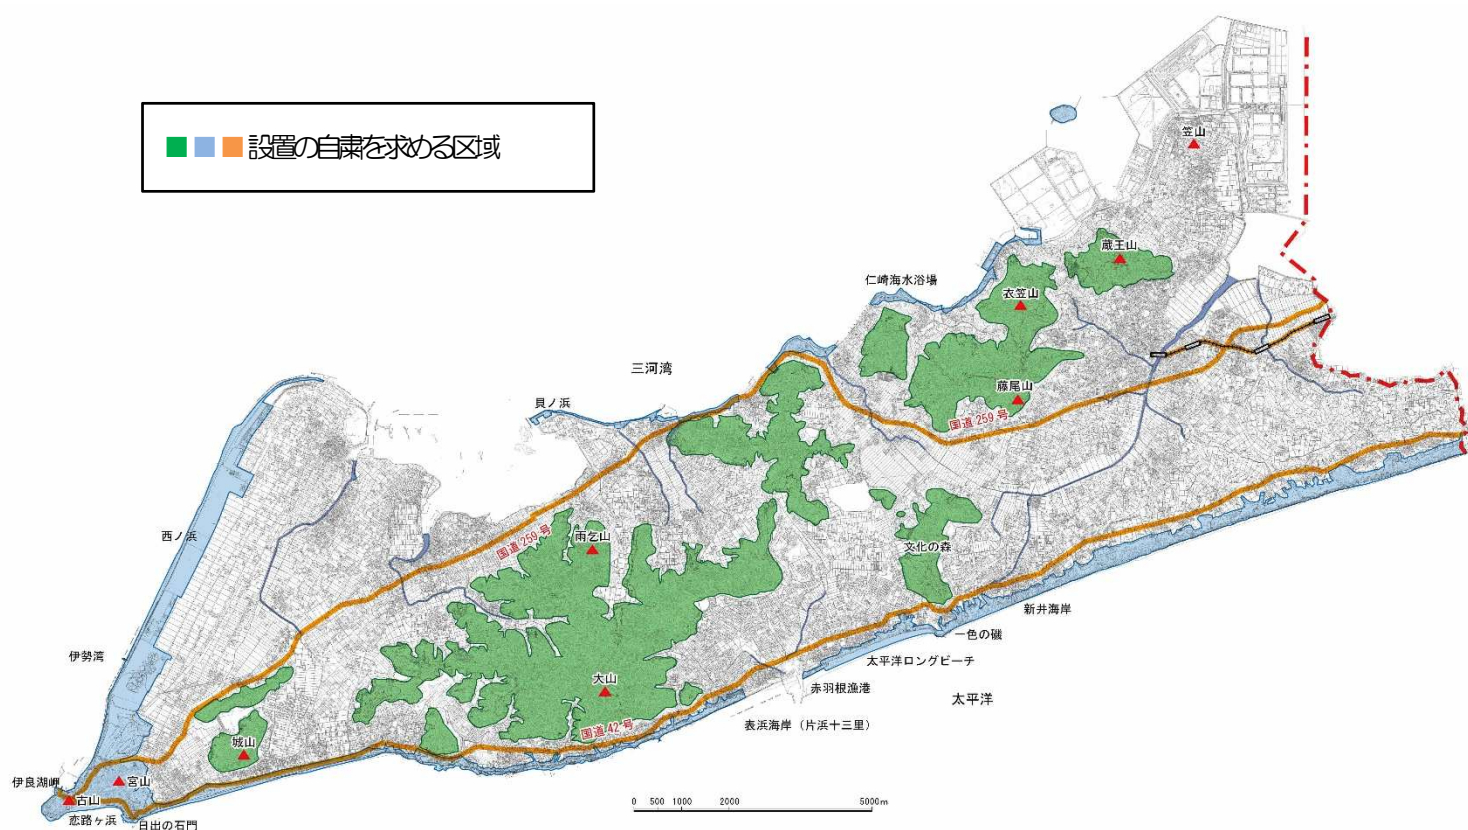 設置の自粛を求める区域
笠山
蔵王山
仁崎海水浴場
衣笠山
三河湾
藤尾山
貝ノ浜
国道259号
国道259号
西ノ浜
雨乞山
文化の森
新井海岸
一色の磯
伊勢湾
太平洋ロングビーチ
大山
赤羽根漁港
太平洋
表浜海岸（片浜十三里）
国道42号
城山
伊良湖岬
宮山
古山
恋路ヶ浜
日出の石門
0 500 1000 2000 5000m